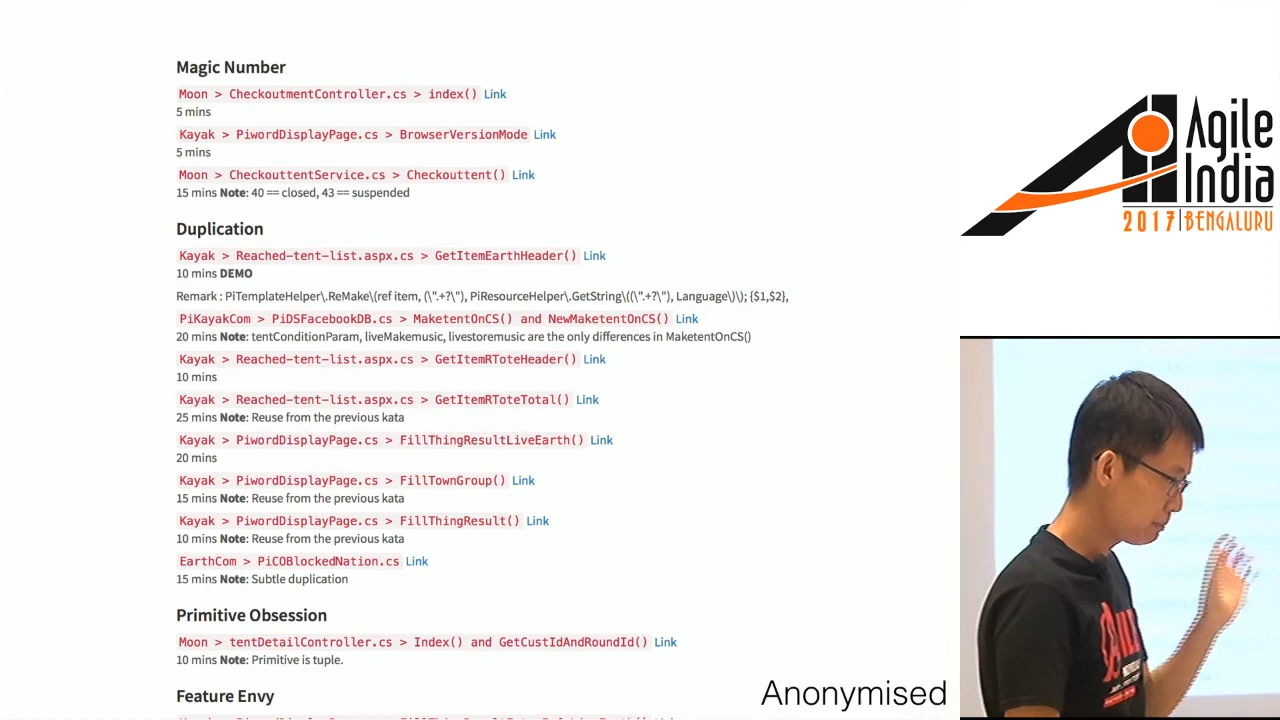 Magic Number
Moon > CheckoutmentController.cs > index() Link
5 mins
Kayak > PiwordDisplayPage.cs > BrowserVersionMode Link
5 mins
Moon > CheckouttentService.cs > Checkouttent() Link
15 mins Note: 40 == closed, 43 == suspended
Duplication
Kayak > Reached-tent-list.aspx.cs > GetItemEarthHeader() Link
10 mins DEMO
Remark : PiTemplateHelper\.ReMake\(ref item, (\".+?\"), PiResourceHelper\.GetString\((\".+?\"), Language\)\); {$1,$2},
PiKayakCom > PiDSFacebookDB.cs > MaketentOnCS() and NewMaketentOnCS() Link
20 mins Note: tentConditionParam, liveMakemusic, livestoremusic are the only differences in MaketentOnCS()
Kayak > Reached-tent-list.aspx.cs > GetItemRToteHeader() Link
10 mins
Kayak > Reached-tent-list.aspx.cs > GetItemRToteTotal() Link
25 mins Note: Reuse from the previous kata
Kayak > PiwordDisplayPage.cs > FillThingResultLiveEarth() Link
20 mins
Kayak > PiwordDisplayPage.cs > FillTownGroup() Link
15 mins Note: Reuse from the previous kata
Kayak > PiwordDisplayPage.cs > FillThingResult() Link
10 mins Note: Reuse from the previous kata
EarthCom > PiCOBlockedNation.cs Link
15 mins Note: Subtle duplication
Primitive Obsession
Moon > tentDetailController.cs > Index() and GetCustIdAndRoundId() Link
10 mins Note: Primitive is tuple.
Feature Envy
Anonymised
Agile
India
2017 | BENGALURU